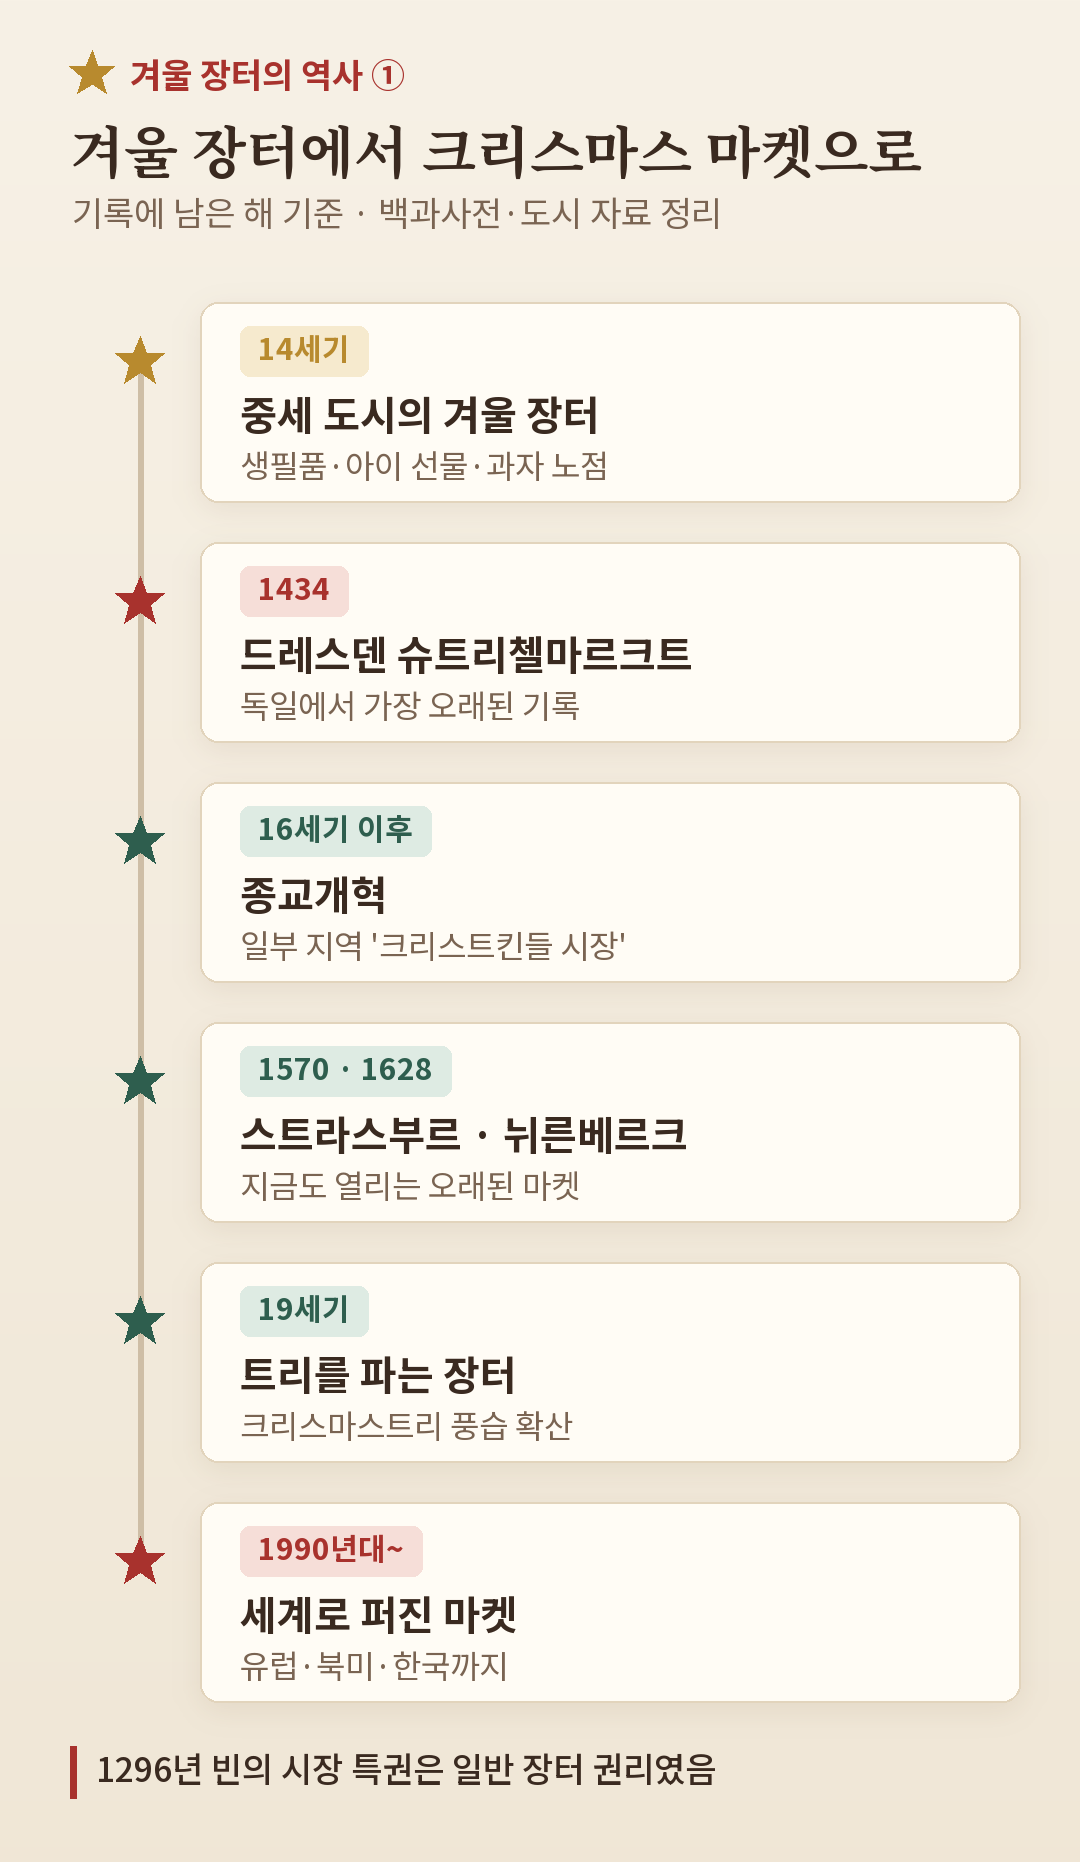 겨울 장터의 역사 ①
겨울 장터에서 크리스마스 마켓으로
기록에 남은 해 기준 · 백과사전·도시 자료 정리
14세기
중세 도시의 겨울 장터
생필품·아이 선물·과자 노점
1434
드레스덴 슈트리첼마르크트
독일에서 가장 오래된 기록
16세기 이후
종교개혁
일부 지역 '크리스트킨들 시장'
1570 · 1628
스트라스부르 · 뉘른베르크
지금도 열리는 오래된 마켓
19세기
트리를 파는 장터
크리스마스트리 풍습 확산
1990년대~
세계로 퍼진 마켓
유럽·북미·한국까지
1296년 빈의 시장 특권은 일반 장터 권리였음